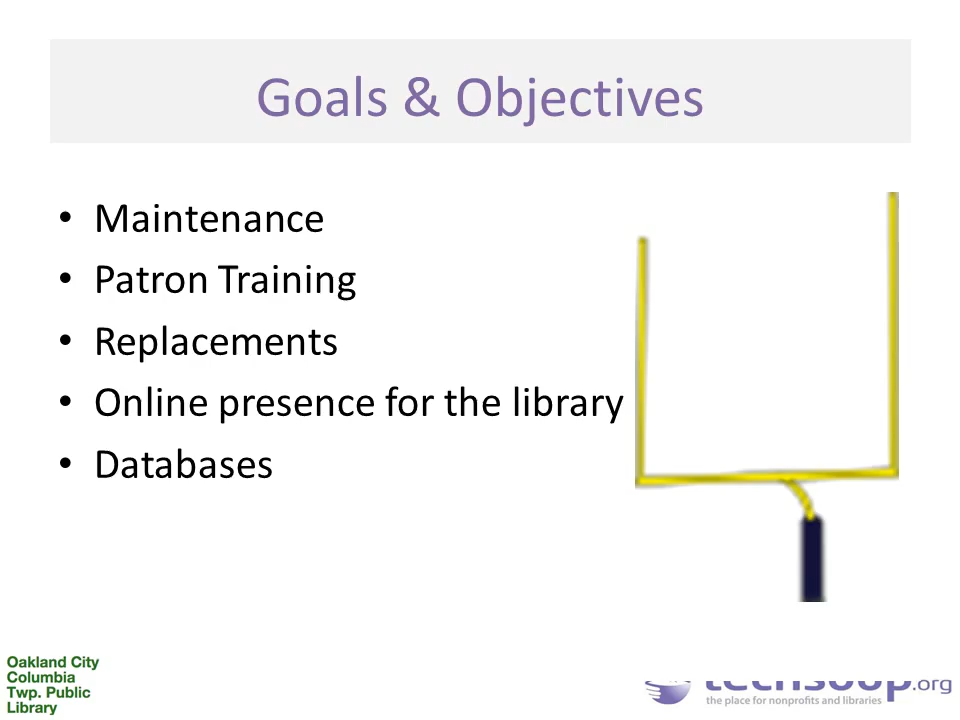 Goals & Objectives
• Maintenance
• Patron Training
• Replacements
• Online presence for the library
• Databases
Oakland City
Columbia
Twp. Public
Library
techsoup.org
the place for nonprofits and libraries